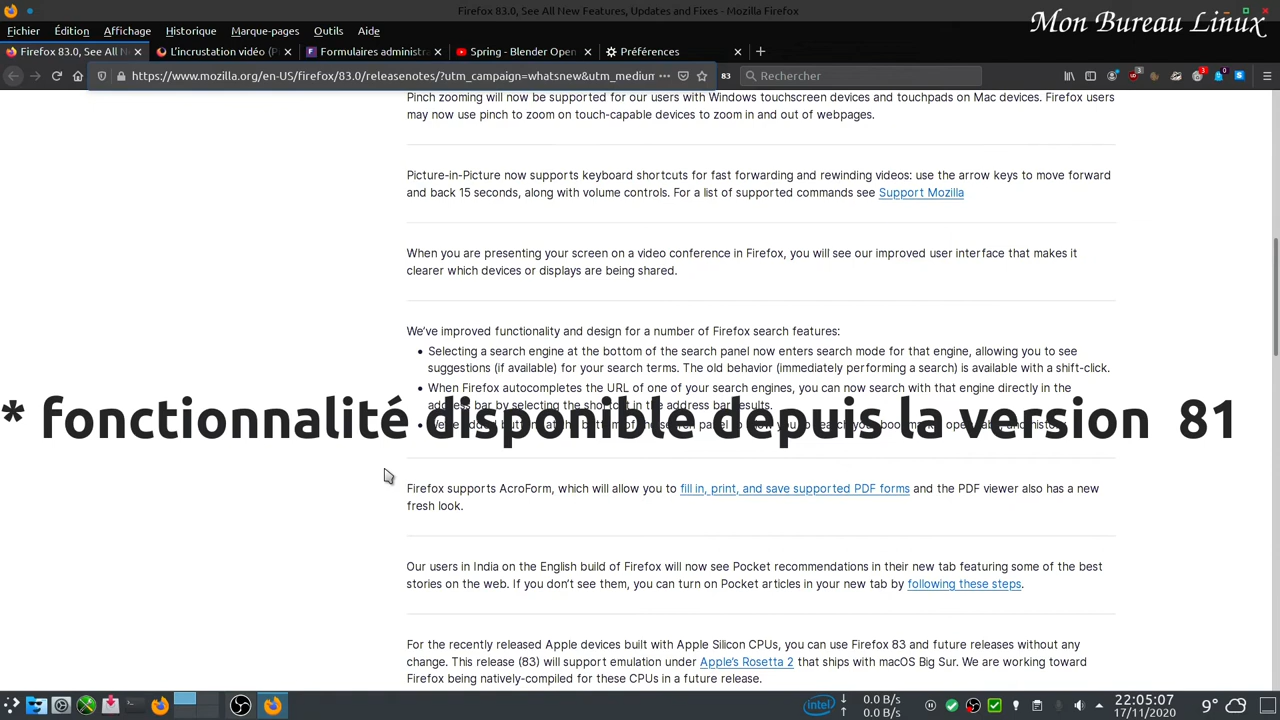 Firefox 83.0, See All New Features, Updates and Fixes - Mozilla Firefox
Mon Bureau Linux
Fichier Édition Affichage Historique Marque-pages Outils Aide
Firefox 83.0, See All N L'incrustation vidéo (Pi Formulaires administra Spring - Blender Open Préférences
https://www.mozilla.org/en-US/firefox/83.0/releasenotes/?utm_campaign=whatsnew&utm_medium 83 Rechercher 3 3 0
Pinch zooming will now be supported for our users with Windows touchscreen devices and touchpads on Mac devices. Firefox users
may now use pinch to zoom on touch-capable devices to zoom in and out of webpages.
Picture-in-Picture now supports keyboard shortcuts for fast forwarding and rewinding videos: use the arrow keys to move forward
and back 15 seconds, along with volume controls. For a list of supported commands see Support Mozilla
When you are presenting your screen on a video conference in Firefox, you will see our improved user interface that makes it
clearer which devices or displays are being shared.
We've improved functionality and design for a number of Firefox search features:
• Selecting a search engine at the bottom of the search panel now enters search mode for that engine, allowing you to see
suggestions (if available) for your search terms. The old behavior (immediately performing a search) is available with a shift-click.
• When Firefox autocompletes the URL of one of your search engines, you can now search with that engine directly in the
address bar by selecting the shortcut in the address bar results.
* fonctionnalité disponible depuis la version 81
Firefox supports AcroForm, which will allow you to fill in, print, and save supported PDF forms and the PDF viewer also has a new
fresh look.
Our users in India on the English build of Firefox will now see Pocket recommendations in their new tab featuring some of the best
stories on the web. If you don't see them, you can turn on Pocket articles in your new tab by following these steps.
For the recently released Apple devices built with Apple Silicon CPUs, you can use Firefox 83 and future releases without any
change. This release (83) will support emulation under Apple's Rosetta 2 that ships with macOS Big Sur. We are working toward
Firefox being natively-compiled for these CPUs in a future release.
intel 0.0 B/s 22:05:07 9°
0.0 B/s 17/11/2020